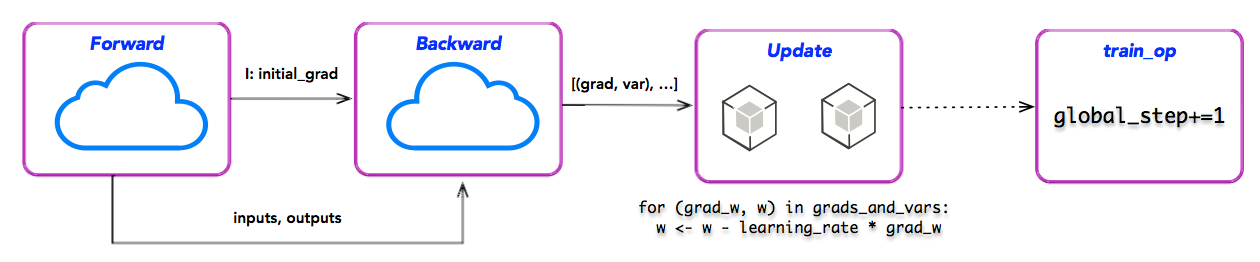 Forward
I: initial_grad
Backward
[(grad, var), ...]
Update
train_op
global_step+=1
inputs, outputs
for (grad_w, w) in grads_and_vars:
w <- w - learning_rate * grad_w